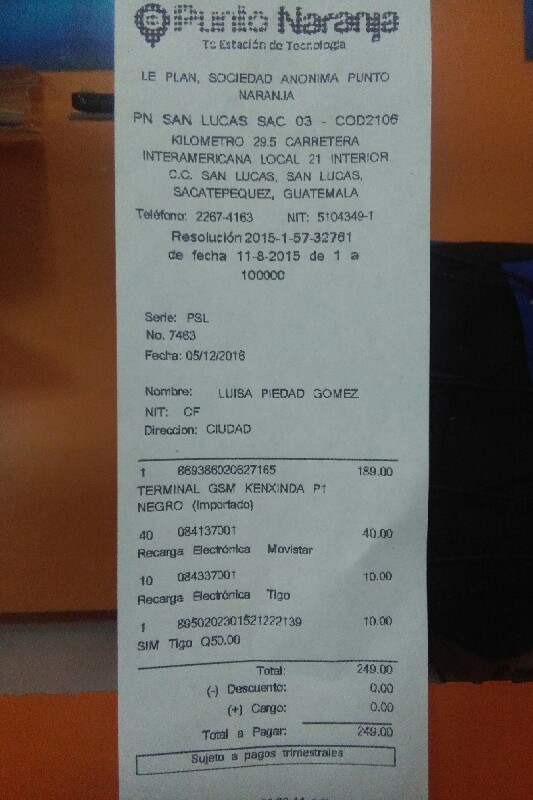 Punto Naranja
Tu Estación de Tecnología
LE PLAN, SOCIEDAD ANONIMA PUNTO
NARANJA
PN SAN LUCAS SAC 03 - COD2106
KILOMETRO 29.5 CARRETERA
INTERAMERICANA LOCAL 21 INTERIOR
C.C. SAN LUCAS, SAN LUCAS,
SACATEPEQUEZ, GUATEMALA
Teléfono: 2267-4163 NIT: 5104349-1
Resolución 2015-1-57-32761
de fecha 11-8-2015 de 1 a
100000
Serie: PSL
No. 7463
Fecha: 05/12/2016
Nombre: LUISA PIEDAD GOMEZ
NIT: CF
Direccion: CIUDAD
1 869386020627165 189.00
TERMINAL GSM KENXINDA P1
NEGRO (Importado)
40 084137001 40.00
Recarga Electrónica Movistar
10 084337001 10.00
Recarga Electrónica Tigo
1 8950202301521222139 10.00
SIM Tigo Q50.00
Total: 249.00
(-) Descuento: 0.00
(+) Cargo: 0.00
Total a Pagar: 249.00
Sujeto a pagos trimestrales